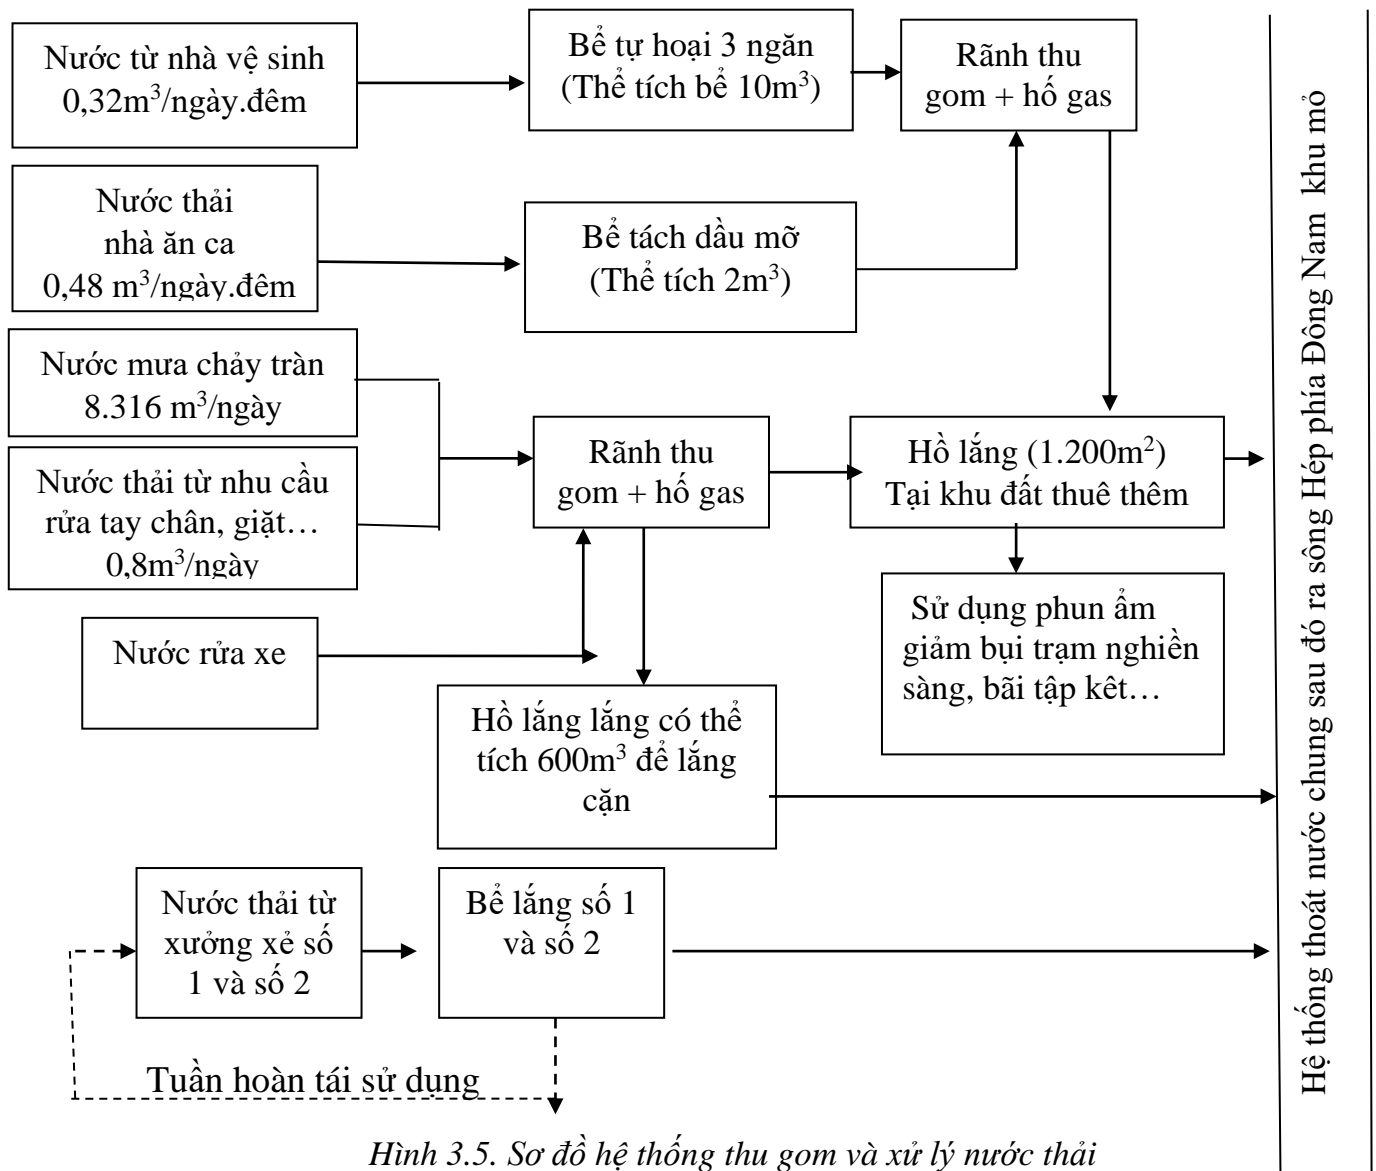 Nước từ nhà vệ sinh
0,32m³/ngày.đêm
Bể tự hoại 3 ngăn
(Thể tích bể 10m³)
Rãnh thu
gom + hố gas
Nước thải
nhà ăn ca
0,48 m³/ngày.đêm
Bể tách dầu mỡ
(Thể tích 2m³)
Nước mưa chảy tràn
8.316 m³/ngày
Nước thải từ nhu cầu
rửa tay chân, giặt…
0,8m³/ngày
Rãnh thu
gom + hố gas
Hồ lắng (1.200m²)
Tại khu đất thuê thêm
Nước rửa xe
Sử dụng phun ẩm
giảm bụi trạm nghiền
sàng, bãi tập kêt…
Hồ lắng lắng có thể
tích 600m³ để lắng
cặn
Nước thải từ
xưởng xẻ số
1 và số 2
Bể lắng số 1
và số 2
Tuần hoàn tái sử dụng
Hệ thống thoát nước chung sau đó ra sông Hép phía Đông Nam khu mỏ
Hình 3.5. Sơ đồ hệ thống thu gom và xử lý nước thải